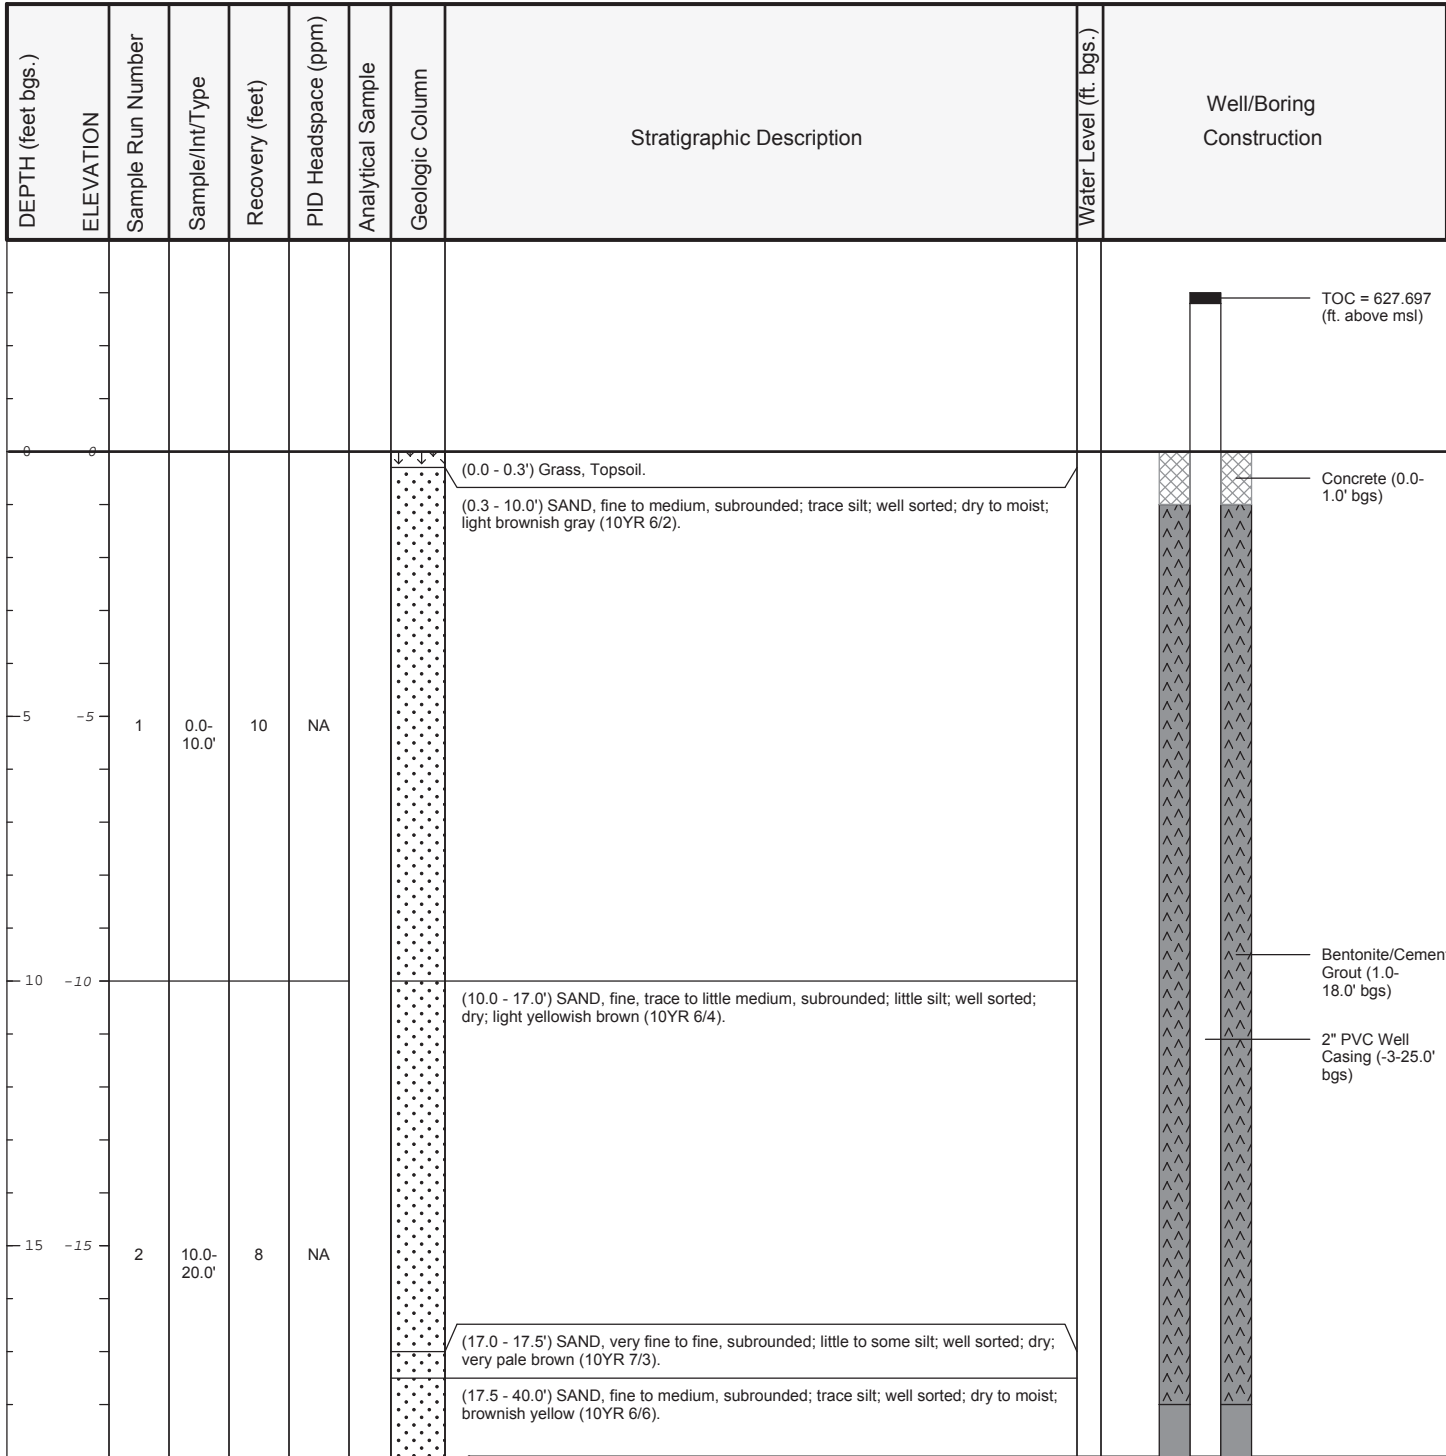 DEPTH (feet bgs.)
ELEVATION
Sample Run Number
Sample/Int/Type
Recovery (feet)
PID Headspace (ppm)
Analytical Sample
Geologic Column
Stratigraphic Description
Water Level (ft. bgs.)
Well/Boring
Construction
TOC = 627.697
(ft. above msl)
0
0
(0.0 - 0.3') Grass, Topsoil.
(0.3 - 10.0') SAND, fine to medium, subrounded; trace silt; well sorted; dry to moist;
light brownish gray (10YR 6/2).
Concrete (0.0-
1.0' bgs)
5
-5
1
0.0-
10.0'
10
NA
10
-10
Bentonite/Cement
Grout (1.0-
18.0' bgs)
(10.0 - 17.0') SAND, fine, trace to little medium, subrounded; little silt; well sorted;
dry; light yellowish brown (10YR 6/4).
2" PVC Well
Casing (-3-25.0'
bgs)
15
-15
2
10.0-
20.0'
8
NA
(17.0 - 17.5') SAND, very fine to fine, subrounded; little to some silt; well sorted; dry;
very pale brown (10YR 7/3).
(17.5 - 40.0') SAND, fine to medium, subrounded; trace silt; well sorted; dry to moist;
brownish yellow (10YR 6/6).